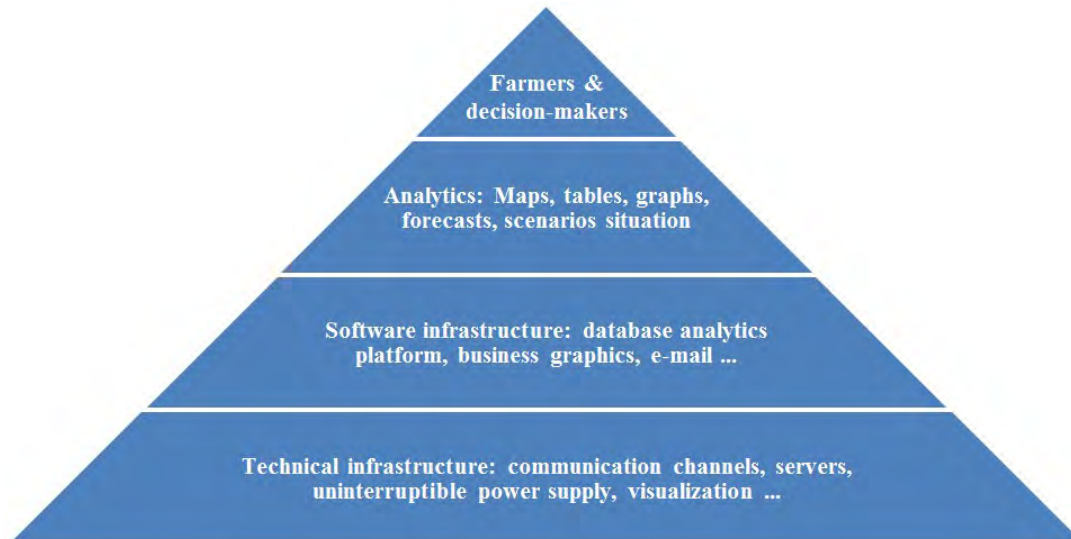 Farmers &
decision-makers
Analytics: Maps, tables, graphs,
forecasts, scenarios situation
Software infrastructure: database analytics
platform, business graphics, e-mail ...
Technical infrastructure: communication channels, servers,
uninterruptible power supply, visualization ...